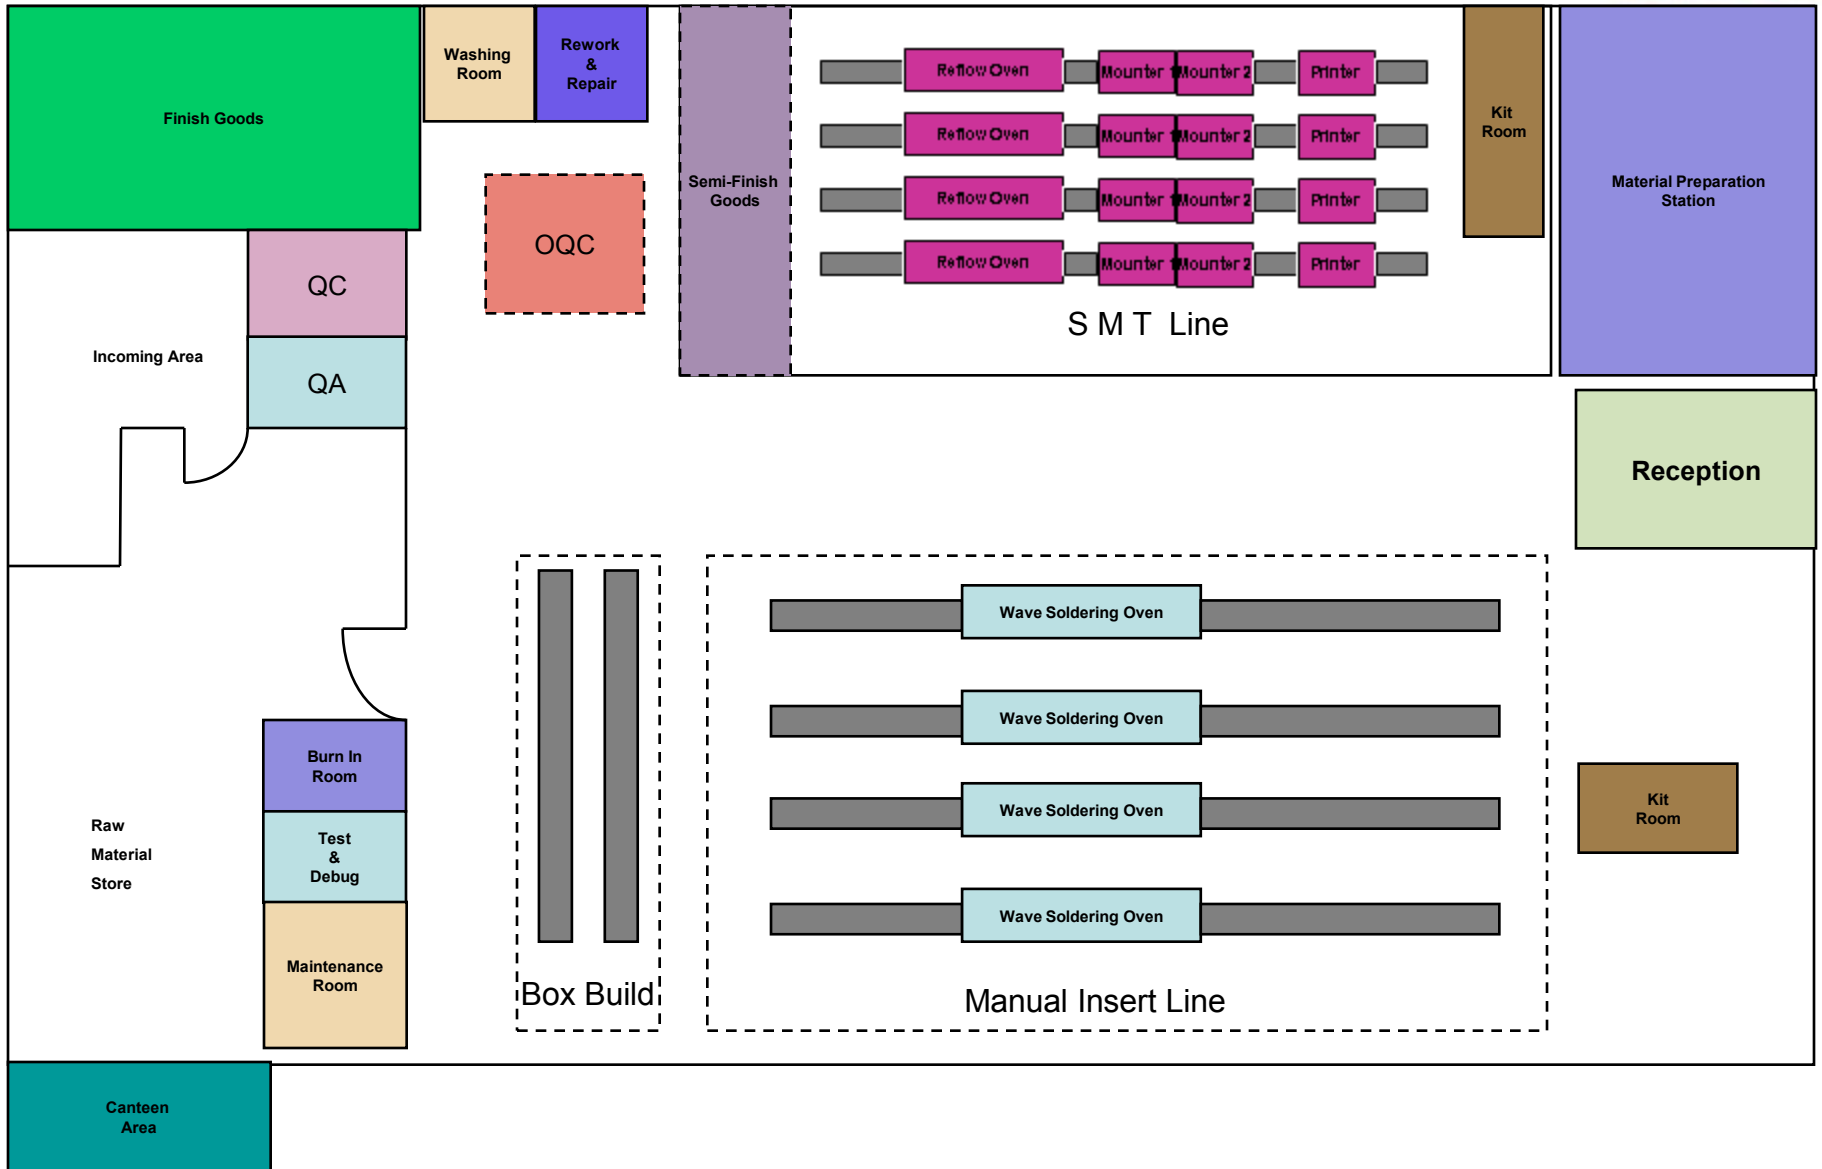 Finish Goods
Washing
Room
Rework
&
Repair
OQC
Semi-Finish
Goods
Reflow Oven
Mounter 1
Mounter 2
Printer
Reflow Oven
Mounter 1
Mounter 2
Printer
Reflow Oven
Mounter 1
Mounter 2
Printer
Reflow Oven
Mounter 1
Mounter 2
Printer
S M T Line
Kit
Room
Material Preparation
Station
QC
QA
Incoming Area
Reception
Burn In
Room
Test
&
Debug
Maintenance
Room
Raw
Material
Store
Box Build
Wave Soldering Oven
Wave Soldering Oven
Wave Soldering Oven
Wave Soldering Oven
Manual Insert Line
Kit
Room
Canteen
Area